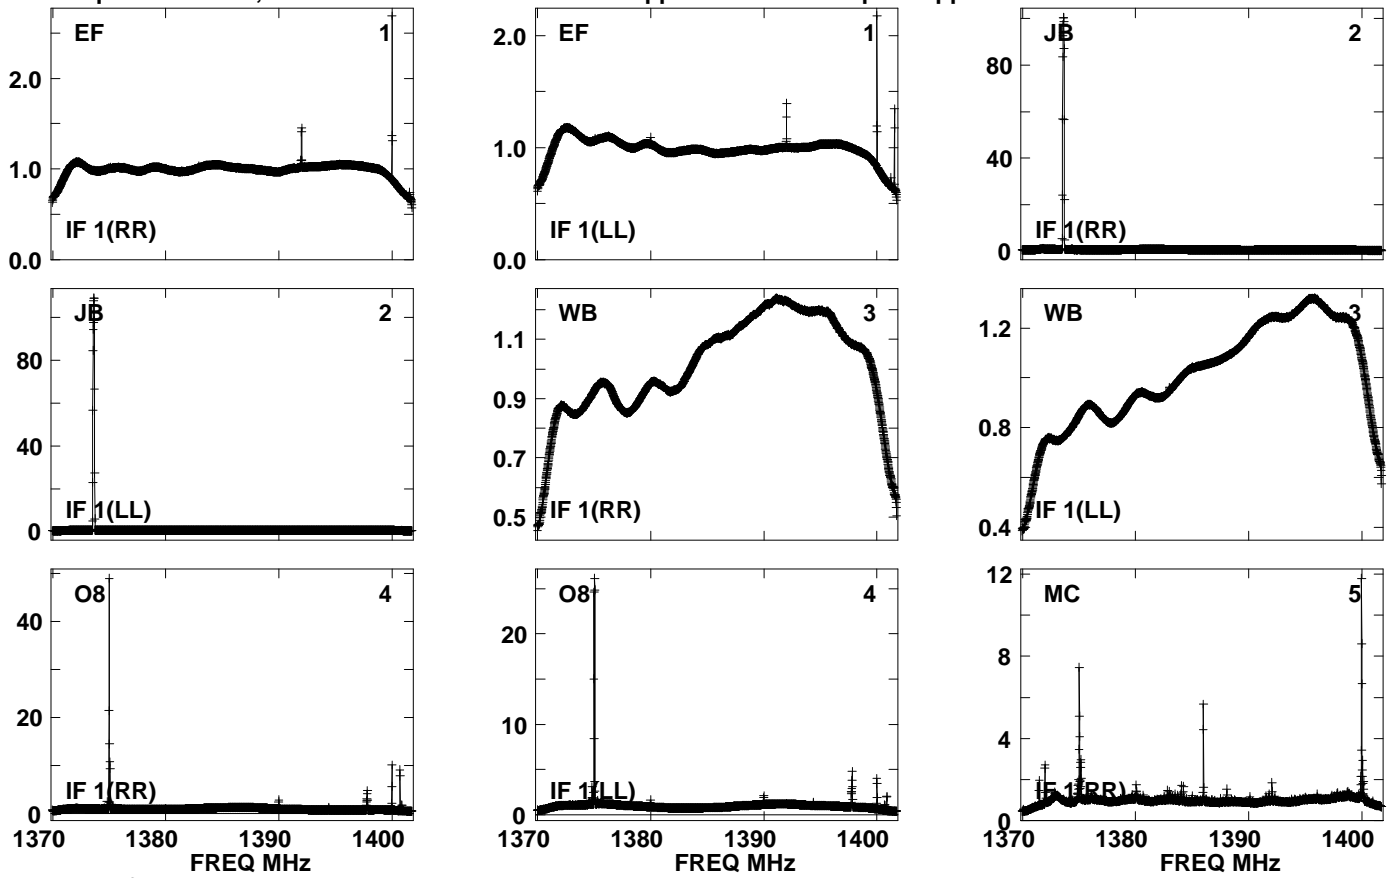 EF 1
2.0
1.0
0.0
IF 1(RR)
EF 1
2.0
1.0
0.0
IF 1(LL)
JB 2
80
40
0
IF 1(RR)
JB 2
80
40
0
IF 1(LL)
WB 3
1.1
0.9
0.7
0.5
IF 1(RR)
WB 3
1.2
0.8
0.4
IF 1(LL)
O8 4
40
20
0
IF 1(RR)
1370 1380 1390 1400
FREQ MHz
O8 4
20
10
0
IF 1(LL)
1370 1380 1390 1400
FREQ MHz
MC 5
12
8
4
0
IF 1(RR)
1370 1380 1390 1400
FREQ MHz